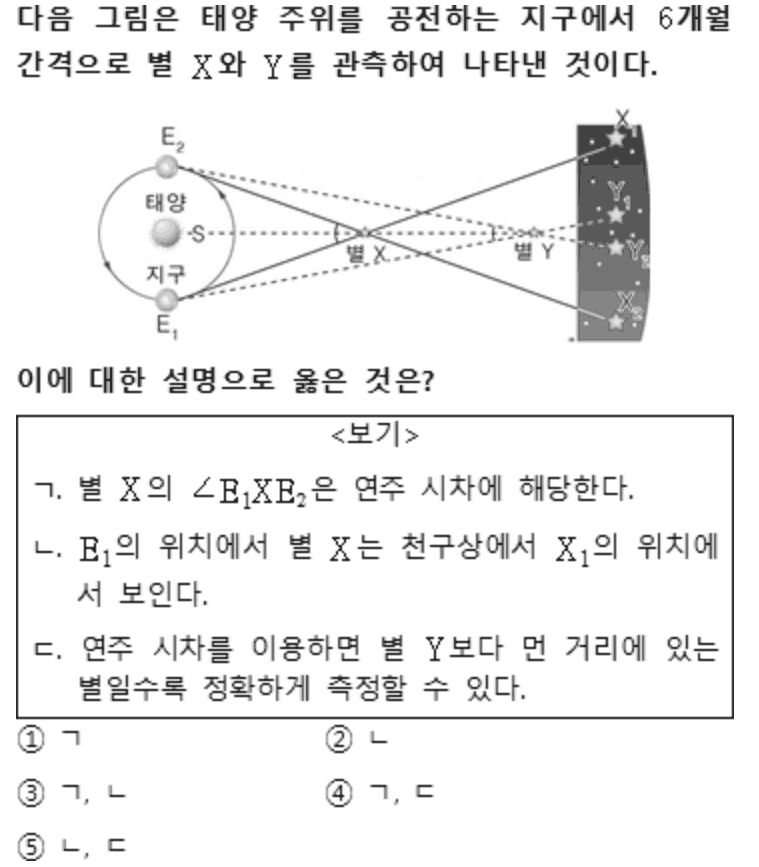 다음 그림은 태양 주위를 공전하는 지구에서 6개월
간격으로 별 X와 Y를 관측하여 나타낸 것이다.
E₂
X₁
태양
S
Y₁
별 X
별 Y
Y₂
지구
X₂
E₁
이에 대한 설명으로 옳은 것은?
<보기>
ㄱ. 별 X의 ∠E₁XE₂은 연주 시차에 해당한다.
ㄴ. E₁의 위치에서 별 X는 천구상에서 X₁의 위치에
서 보인다.
ㄷ. 연주 시차를 이용하면 별 Y보다 먼 거리에 있는
별일수록 정확하게 측정할 수 있다.
① ㄱ ② ㄴ
③ ㄱ, ㄴ ④ ㄱ, ㄷ
⑤ ㄴ, ㄷ